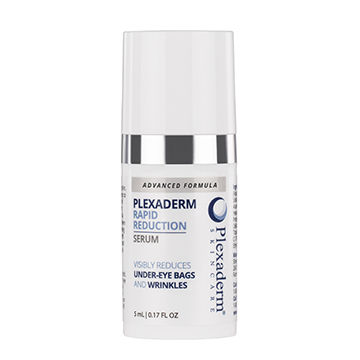 ADVANCED FORMULA
PLEXADERM
RAPID
REDUCTION
SERUM
VISIBLY REDUCES
UNDER-EYE BAGS
AND WRINKLES
5 mL | 0.17 FL OZ
Plexaderm®
SKINCARE